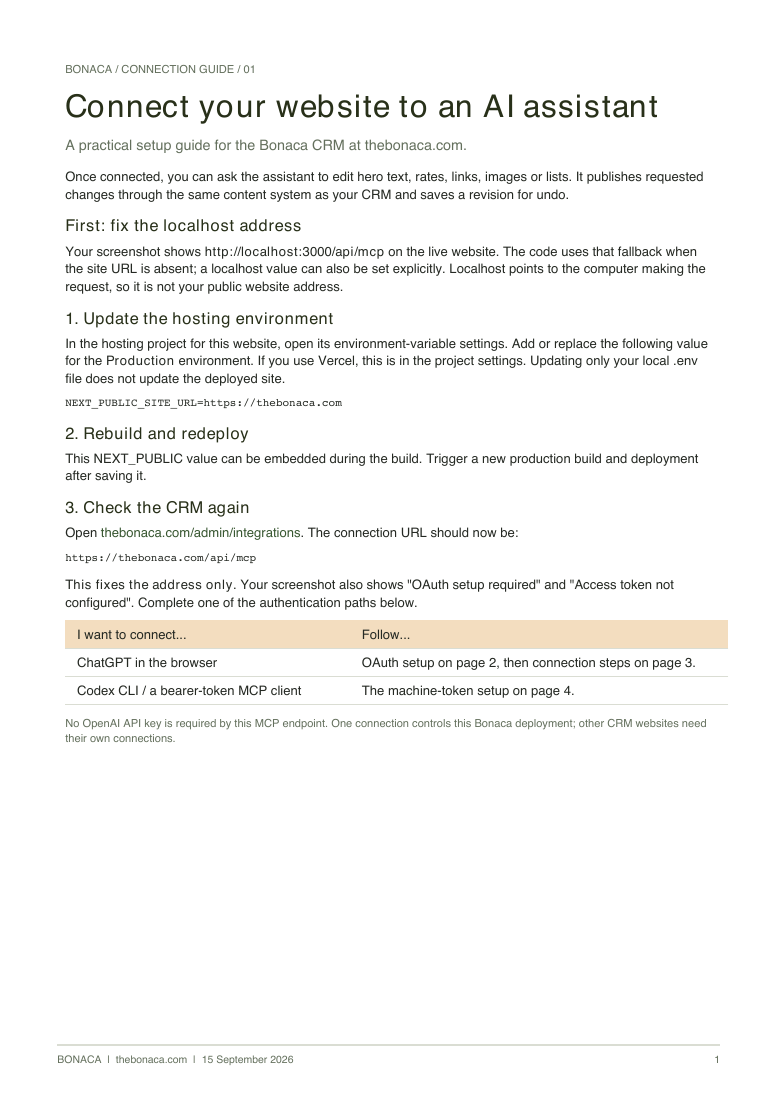 BONACA / CONNECTION GUIDE / 01
Connect your website to an AI assistant
A practical setup guide for the Bonaca CRM at thebonaca.com.
Once connected, you can ask the assistant to edit hero text, rates, links, images or lists. It publishes requested
changes through the same content system as your CRM and saves a revision for undo.
First: fix the localhost address
Your screenshot shows http://localhost:3000/api/mcp on the live website. The code uses that fallback when
the site URL is absent; a localhost value can also be set explicitly. Localhost points to the computer making the
request, so it is not your public website address.
1. Update the hosting environment
In the hosting project for this website, open its environment-variable settings. Add or replace the following value
for the Production environment. If you use Vercel, this is in the project settings. Updating only your local .env
file does not update the deployed site.
NEXT_PUBLIC_SITE_URL=https://thebonaca.com
2. Rebuild and redeploy
This NEXT_PUBLIC value can be embedded during the build. Trigger a new production build and deployment
after saving it.
3. Check the CRM again
Open thebonaca.com/admin/integrations. The connection URL should now be:
https://thebonaca.com/api/mcp
This fixes the address only. Your screenshot also shows "OAuth setup required" and "Access token not
configured". Complete one of the authentication paths below.
I want to connect... Follow...
ChatGPT in the browser OAuth setup on page 2, then connection steps on page 3.
Codex CLI / a bearer-token MCP client The machine-token setup on page 4.
No OpenAI API key is required by this MCP endpoint. One connection controls this Bonaca deployment; other CRM websites need
their own connections.
BONACA | thebonaca.com | 15 September 2026 1